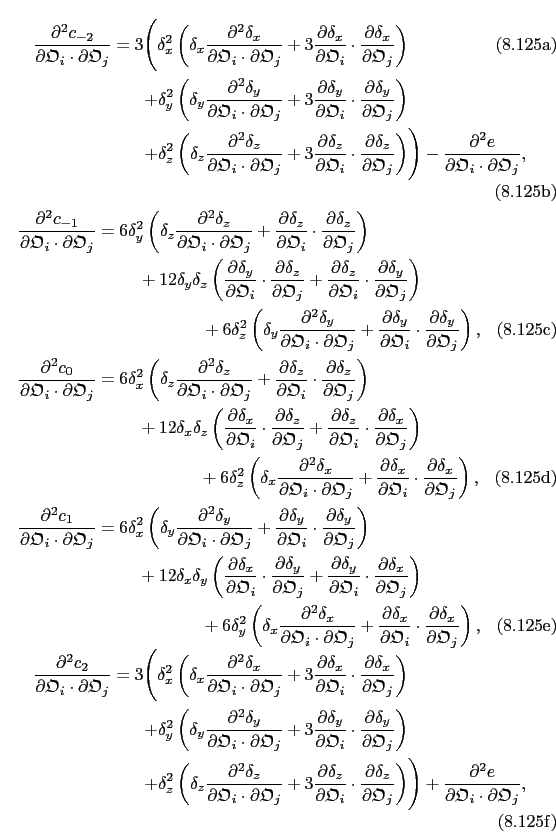 \frac{\partial^2 c_{-2}}{\partial\mathfrak{O}_i \cdot \partial\mathfrak{O}_j} = 3\Bigg(\delta_x^2 \left(\delta_x \frac{\partial^2 \delta_x}{\partial\mathfrak{O}_i \cdot \partial\mathfrak{O}_j} + 3\frac{\partial\delta_x}{\partial\mathfrak{O}_i} \cdot \frac{\partial\delta_x}{\partial\mathfrak{O}_j}\right) (8.125a)
+\delta_y^2 \left(\delta_y \frac{\partial^2 \delta_y}{\partial\mathfrak{O}_i \cdot \partial\mathfrak{O}_j} + 3\frac{\partial\delta_y}{\partial\mathfrak{O}_i} \cdot \frac{\partial\delta_y}{\partial\mathfrak{O}_j}\right)
+\delta_z^2 \left(\delta_z \frac{\partial^2 \delta_z}{\partial\mathfrak{O}_i \cdot \partial\mathfrak{O}_j} + 3\frac{\partial\delta_z}{\partial\mathfrak{O}_i} \cdot \frac{\partial\delta_z}{\partial\mathfrak{O}_j}\right)\Bigg) - \frac{\partial^2 e}{\partial\mathfrak{O}_i \cdot \partial\mathfrak{O}_j},
(8.125b)
\frac{\partial^2 c_{-1}}{\partial\mathfrak{O}_i \cdot \partial\mathfrak{O}_j} = 6\delta_y^2 \left(\delta_z \frac{\partial^2 \delta_z}{\partial\mathfrak{O}_i \cdot \partial\mathfrak{O}_j} + \frac{\partial\delta_z}{\partial\mathfrak{O}_i} \cdot \frac{\partial\delta_z}{\partial\mathfrak{O}_j}\right)
+ 12\delta_y\delta_z \left(\frac{\partial\delta_y}{\partial\mathfrak{O}_i} \cdot \frac{\partial\delta_z}{\partial\mathfrak{O}_j} + \frac{\partial\delta_z}{\partial\mathfrak{O}_i} \cdot \frac{\partial\delta_y}{\partial\mathfrak{O}_j}\right)
+ 6\delta_z^2 \left(\delta_y \frac{\partial^2 \delta_y}{\partial\mathfrak{O}_i \cdot \partial\mathfrak{O}_j} + \frac{\partial\delta_y}{\partial\mathfrak{O}_i} \cdot \frac{\partial\delta_y}{\partial\mathfrak{O}_j}\right), (8.125c)
\frac{\partial^2 c_0}{\partial\mathfrak{O}_i \cdot \partial\mathfrak{O}_j} = 6\delta_x^2 \left(\delta_z \frac{\partial^2 \delta_z}{\partial\mathfrak{O}_i \cdot \partial\mathfrak{O}_j} + \frac{\partial\delta_z}{\partial\mathfrak{O}_i} \cdot \frac{\partial\delta_z}{\partial\mathfrak{O}_j}\right)
+ 12\delta_x\delta_z \left(\frac{\partial\delta_x}{\partial\mathfrak{O}_i} \cdot \frac{\partial\delta_z}{\partial\mathfrak{O}_j} + \frac{\partial\delta_z}{\partial\mathfrak{O}_i} \cdot \frac{\partial\delta_x}{\partial\mathfrak{O}_j}\right)
+ 6\delta_z^2 \left(\delta_x \frac{\partial^2 \delta_x}{\partial\mathfrak{O}_i \cdot \partial\mathfrak{O}_j} + \frac{\partial\delta_x}{\partial\mathfrak{O}_i} \cdot \frac{\partial\delta_x}{\partial\mathfrak{O}_j}\right), (8.125d)
\frac{\partial^2 c_1}{\partial\mathfrak{O}_i \cdot \partial\mathfrak{O}_j} = 6\delta_x^2 \left(\delta_y \frac{\partial^2 \delta_y}{\partial\mathfrak{O}_i \cdot \partial\mathfrak{O}_j} + \frac{\partial\delta_y}{\partial\mathfrak{O}_i} \cdot \frac{\partial\delta_y}{\partial\mathfrak{O}_j}\right)
+ 12\delta_x\delta_y \left(\frac{\partial\delta_x}{\partial\mathfrak{O}_i} \cdot \frac{\partial\delta_y}{\partial\mathfrak{O}_j} + \frac{\partial\delta_y}{\partial\mathfrak{O}_i} \cdot \frac{\partial\delta_x}{\partial\mathfrak{O}_j}\right)
+ 6\delta_y^2 \left(\delta_x \frac{\partial^2 \delta_x}{\partial\mathfrak{O}_i \cdot \partial\mathfrak{O}_j} + \frac{\partial\delta_x}{\partial\mathfrak{O}_i} \cdot \frac{\partial\delta_x}{\partial\mathfrak{O}_j}\right), (8.125e)
\frac{\partial^2 c_2}{\partial\mathfrak{O}_i \cdot \partial\mathfrak{O}_j} = 3\Bigg(\delta_x^2 \left(\delta_x \frac{\partial^2 \delta_x}{\partial\mathfrak{O}_i \cdot \partial\mathfrak{O}_j} + 3\frac{\partial\delta_x}{\partial\mathfrak{O}_i} \cdot \frac{\partial\delta_x}{\partial\mathfrak{O}_j}\right)
+\delta_y^2 \left(\delta_y \frac{\partial^2 \delta_y}{\partial\mathfrak{O}_i \cdot \partial\mathfrak{O}_j} + 3\frac{\partial\delta_y}{\partial\mathfrak{O}_i} \cdot \frac{\partial\delta_y}{\partial\mathfrak{O}_j}\right)
+\delta_z^2 \left(\delta_z \frac{\partial^2 \delta_z}{\partial\mathfrak{O}_i \cdot \partial\mathfrak{O}_j} + 3\frac{\partial\delta_z}{\partial\mathfrak{O}_i} \cdot \frac{\partial\delta_z}{\partial\mathfrak{O}_j}\right)\Bigg) + \frac{\partial^2 e}{\partial\mathfrak{O}_i \cdot \partial\mathfrak{O}_j},
(8.125f)